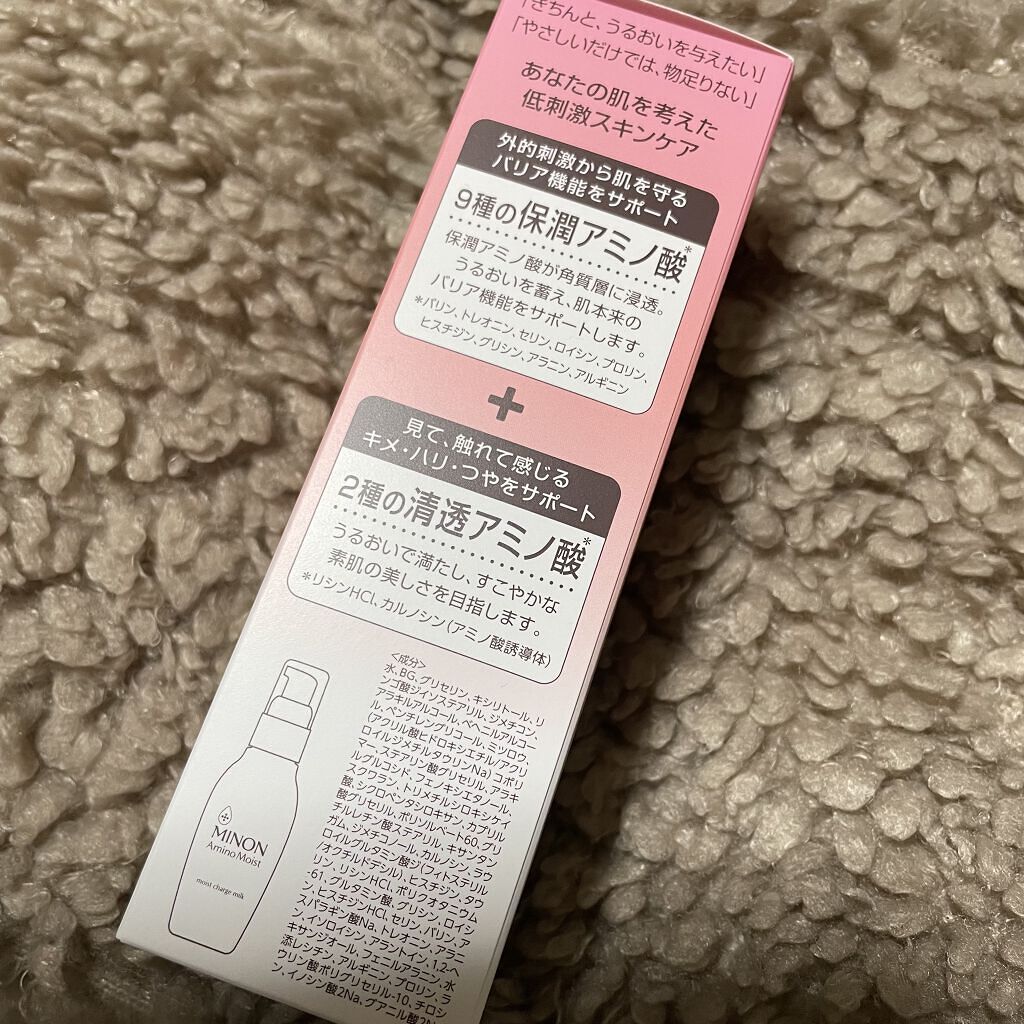 「きちんと、うるおいを与えたい」
「やさしいだけでは、物足りない」
あなたの肌を考えた
低刺激スキンケア
外的刺激から肌を守る
バリア機能をサポート
9種の保潤アミノ酸*
保潤アミノ酸が角質層に浸透。
うるおいを蓄え、肌本来の
バリア機能をサポートします。
*バリン、トレオニン、セリン、ロイシン、プロリン、
ヒスチジン、グリシン、アラニン、アルギニン
+
見て、触れて感じる
キメ・ハリ・つやをサポート
2種の清透アミノ酸*
うるおいで満たし、すこやかな
素肌の美しさを目指します。
*リシンHCl、カルノシン(アミノ酸誘導体)
<成分>
水、BG、グリセリン、キシリトール、リ
ンゴ酸ジイソステアリル、ジメチコン、
アラキルアルコール、ベヘニルアルコー
ル、ペンチレングリコール、ミツロウ、
(アクリル酸ヒドロキシエチル/アクリ
ロイルジメチルタウリンNa)コポリ
マー、ステアリン酸グリセリル、アラキ
ルグルコシド、フェノキシエタノール、
スクワラン、トリメチルシロキシケイ
酸、シクロペンタシロキサン、カプリル
酸グリセリル、ポリソルベート60、グリ
チルレチン酸ステアリル、キサンタン
ガム、ジメチコノール、カルノシン、ラウ
ロイルグルタミン酸ジ(フィトステリル
/オクチルドデシル)、ヒスチジン、タウ
リン、リシンHCl、ポリクオタニウム
-61、グルタミン酸、グリシン、ロイシ
ン、ヒスチジンHCl、セリン、バリン、ア
スパラギン酸Na、トレオニン、アラニ
ン、イソロイシン、アラントイン、1,2-ヘ
キサンジオール、フェニルアラニン、水
添レシチン、アルギニン、プロリン、ラ
ウリン酸ポリグリセリル-10、チロシ
ン、イノシン酸2Na、グアニル酸2N
MINON
Amino Moist
moist charge milk